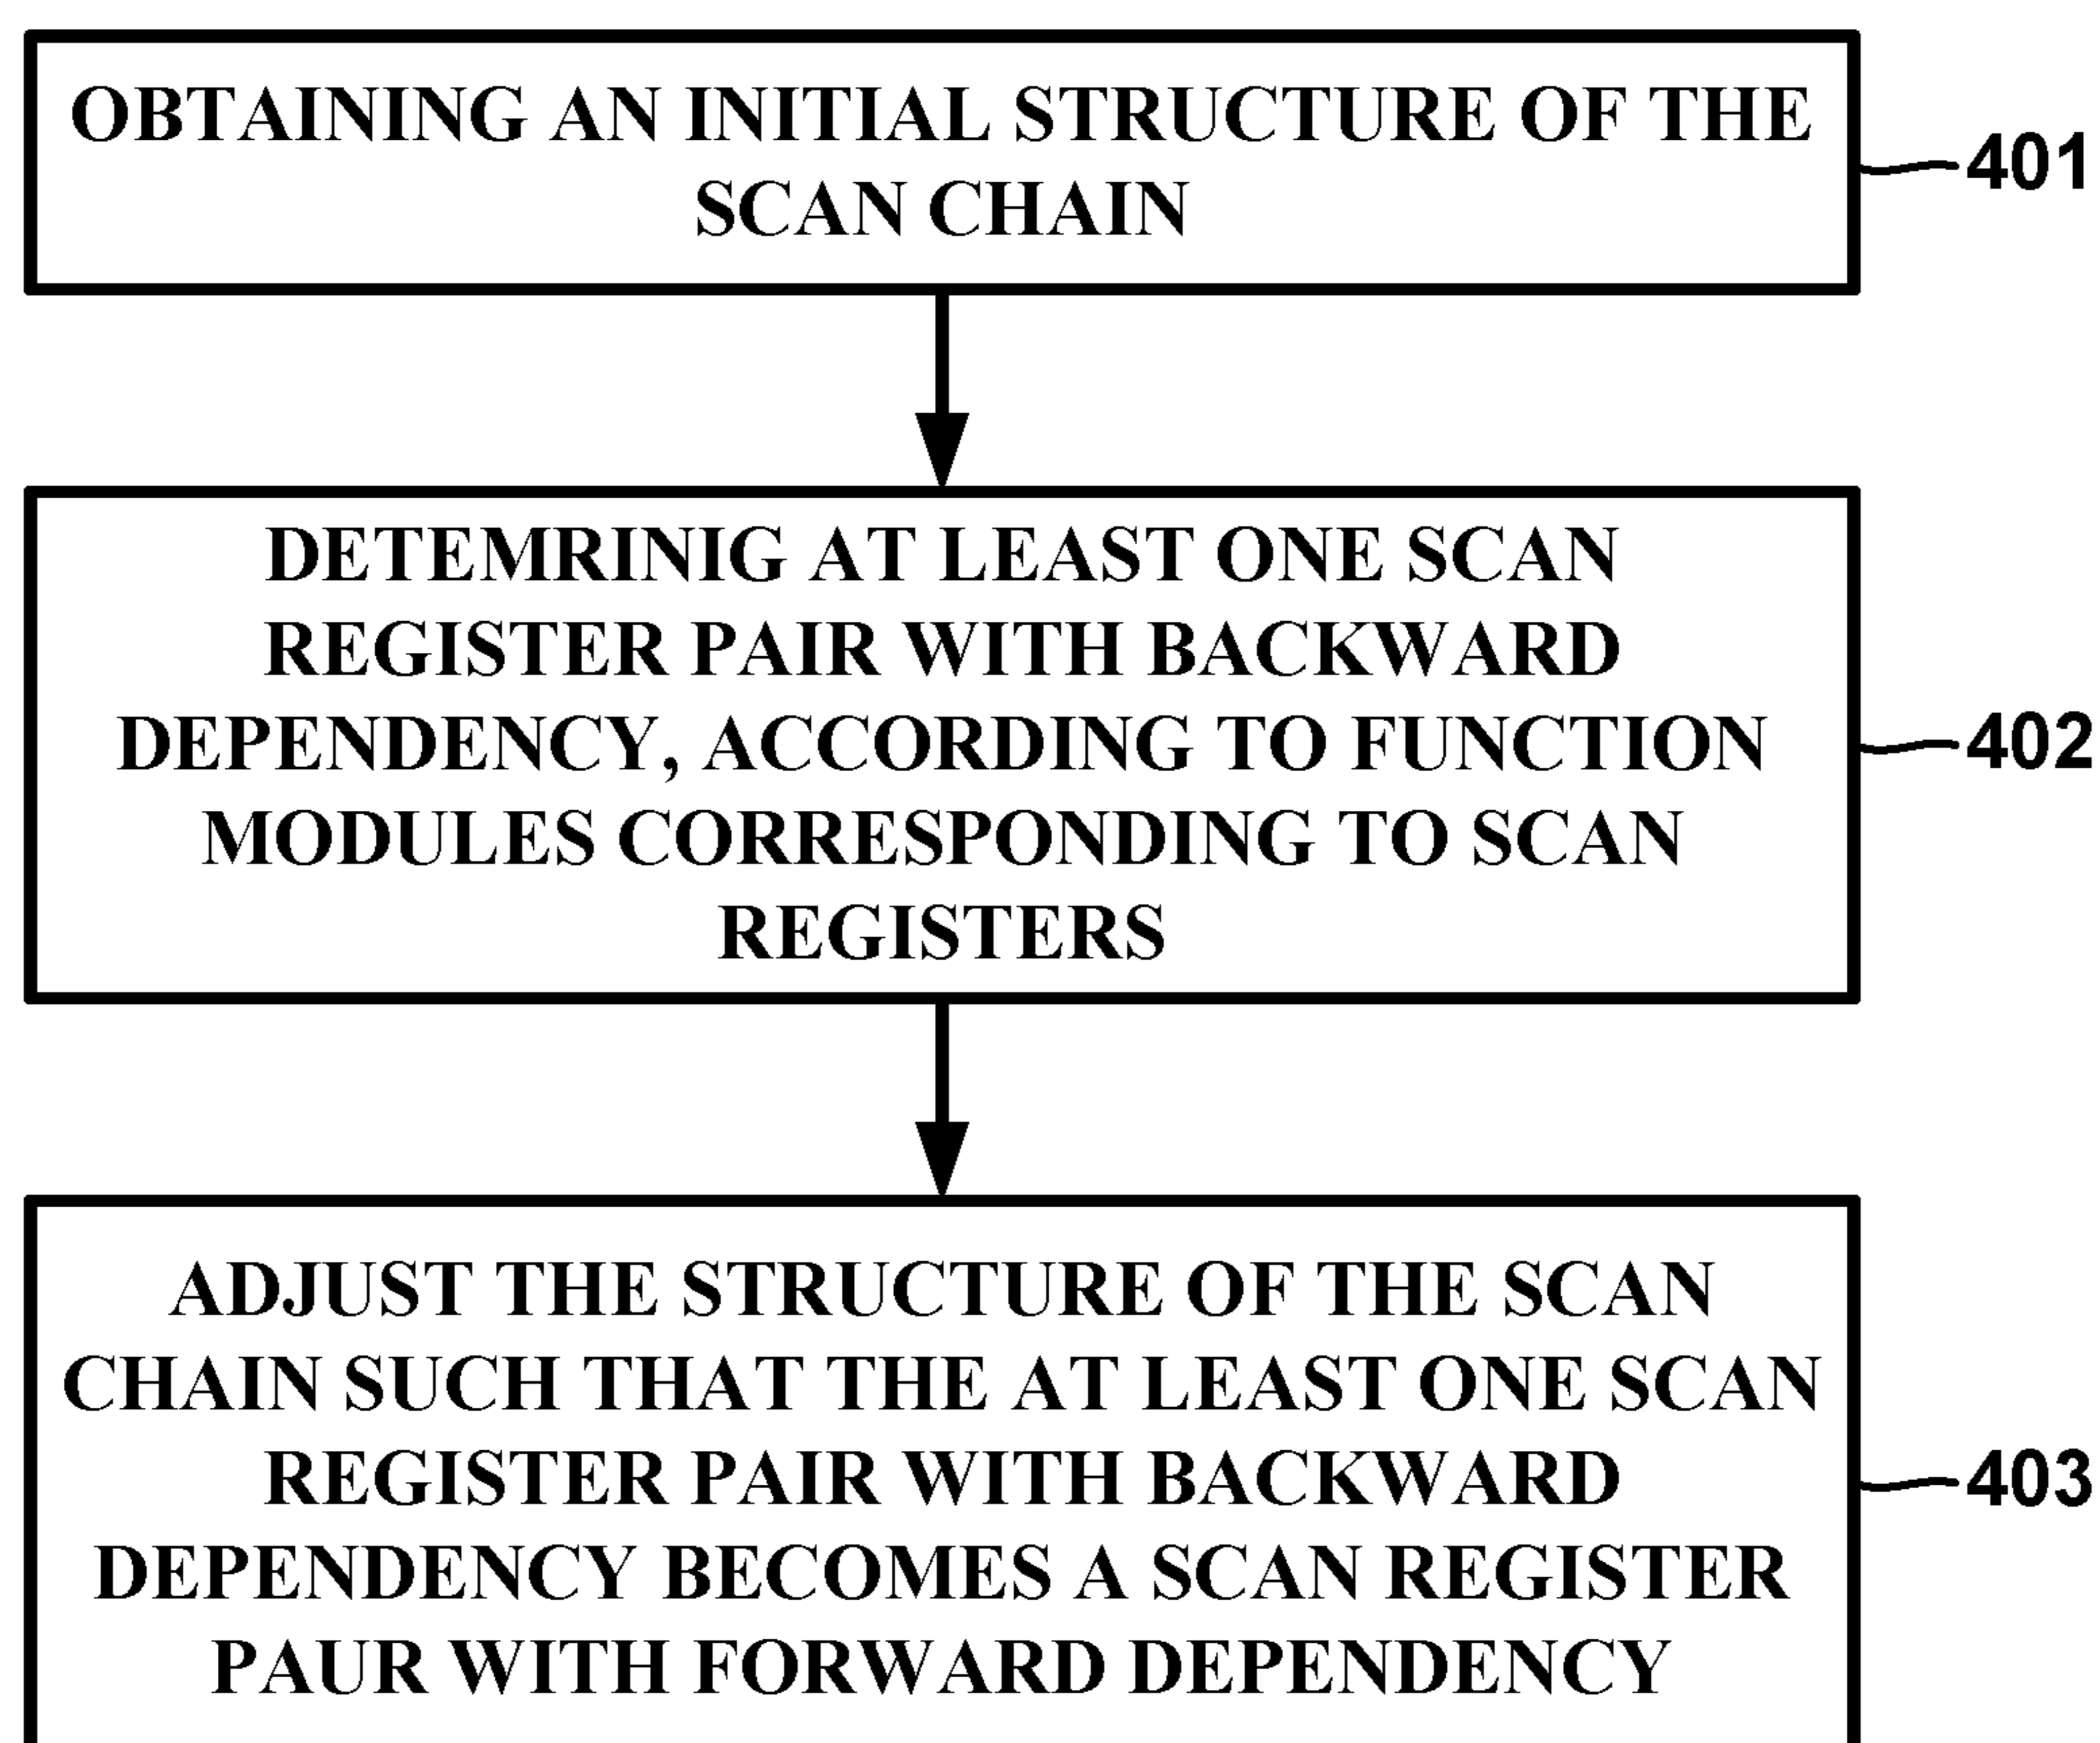 OBTAINING AN INITIAL STRUCTURE OF THE
SCAN CHAIN
401
DETEMRINIG AT LEAST ONE SCAN
REGISTER PAIR WITH BACKWARD
DEPENDENCY, ACCORDING TO FUNCTION
MODULES CORRESPONDING TO SCAN
REGISTERS
402
ADJUST THE STRUCTURE OF THE SCAN
CHAIN SUCH THAT THE AT LEAST ONE SCAN
REGISTER PAIR WITH BACKWARD
DEPENDENCY BECOMES A SCAN REGISTER
PAUR WITH FORWARD DEPENDENCY
403